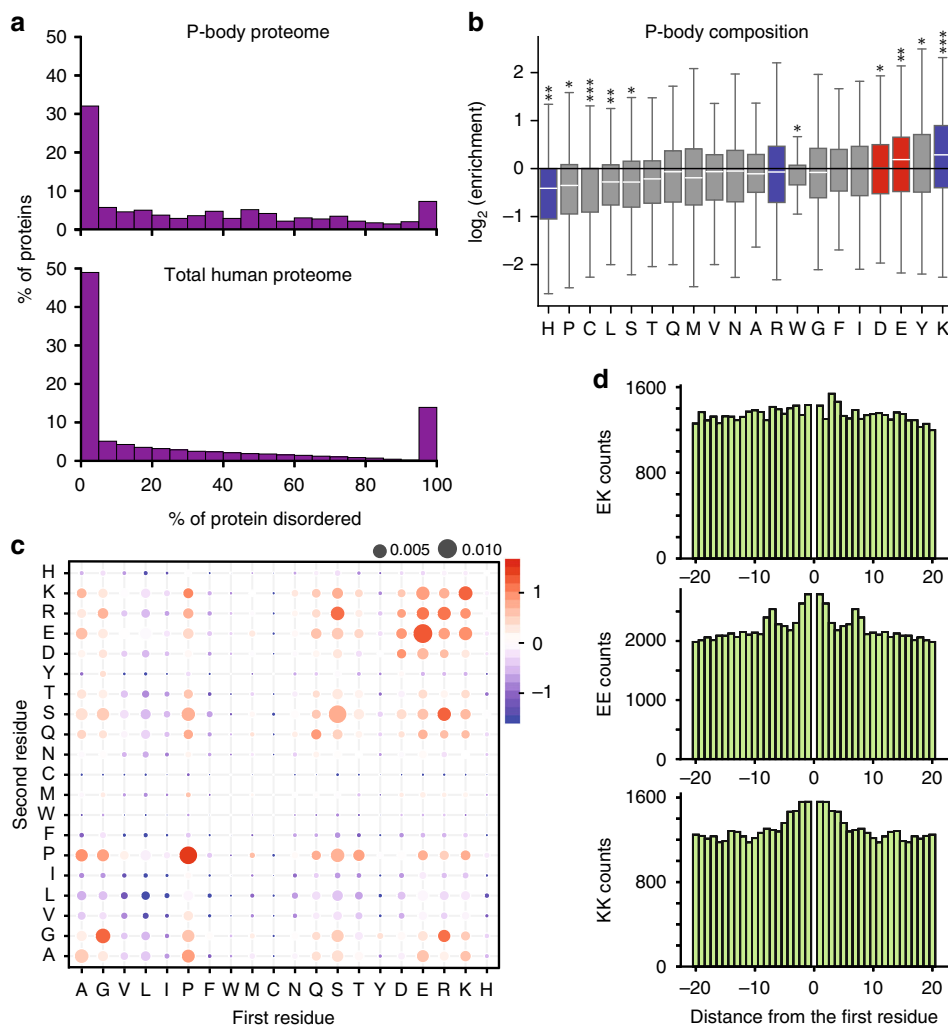 a
P-body proteome
50
40
30
20
10
0
Total human proteome
50
40
30
20
10
0
0 20 40 60 80 100
% of protein disordered
% of proteins
b
P-body composition
*** * *** ** * * * ** * ***
2
1
0
−1
−2
log2 (enrichment)
H P C L S T Q M V N A R W G F I D E Y K
c
0.005 0.010
H
K
R
E
D
Y
T
S
Q
N
C
M
W
F
P
I
L
V
G
A
Second residue
A G V L I P F W M C N Q S T Y D E R K H
First residue
1
0
−1
d
1600
800
0
EK counts
−20 −10 0 10 20
2000
1000
0
EE counts
−20 −10 0 10 20
1600
800
0
KK counts
−20 −10 0 10 20
Distance from the first residue